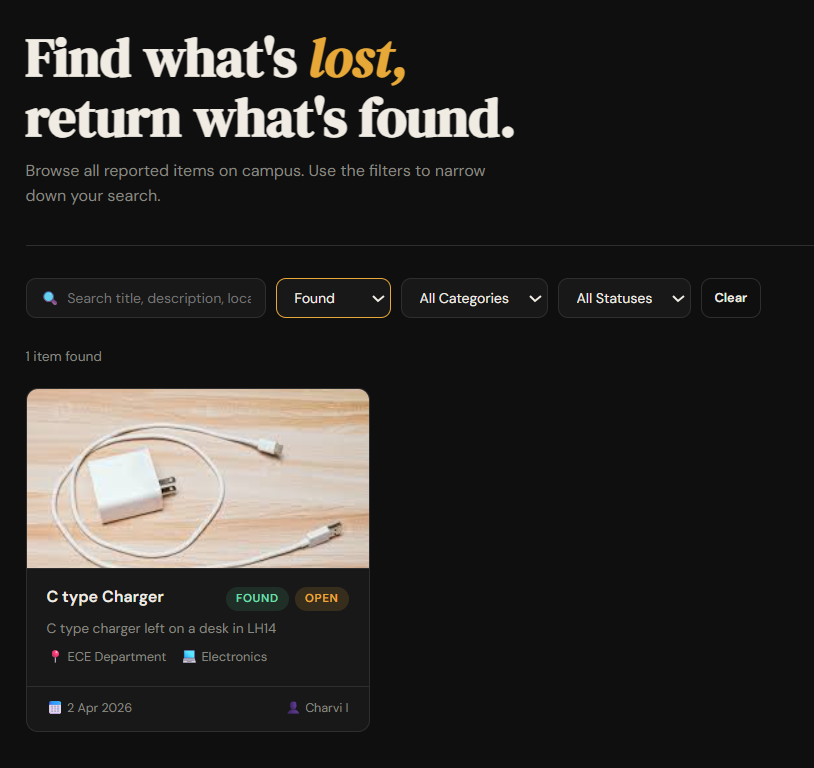 Find what's lost,
return what's found.
Browse all reported items on campus. Use the filters to narrow
down your search.
Search title, description, loca
Found
All Categories
All Statuses
Clear
1 item found
C type Charger
FOUND
OPEN
C type charger left on a desk in LH14
ECE Department
Electronics
2 Apr 2026
Charvi I